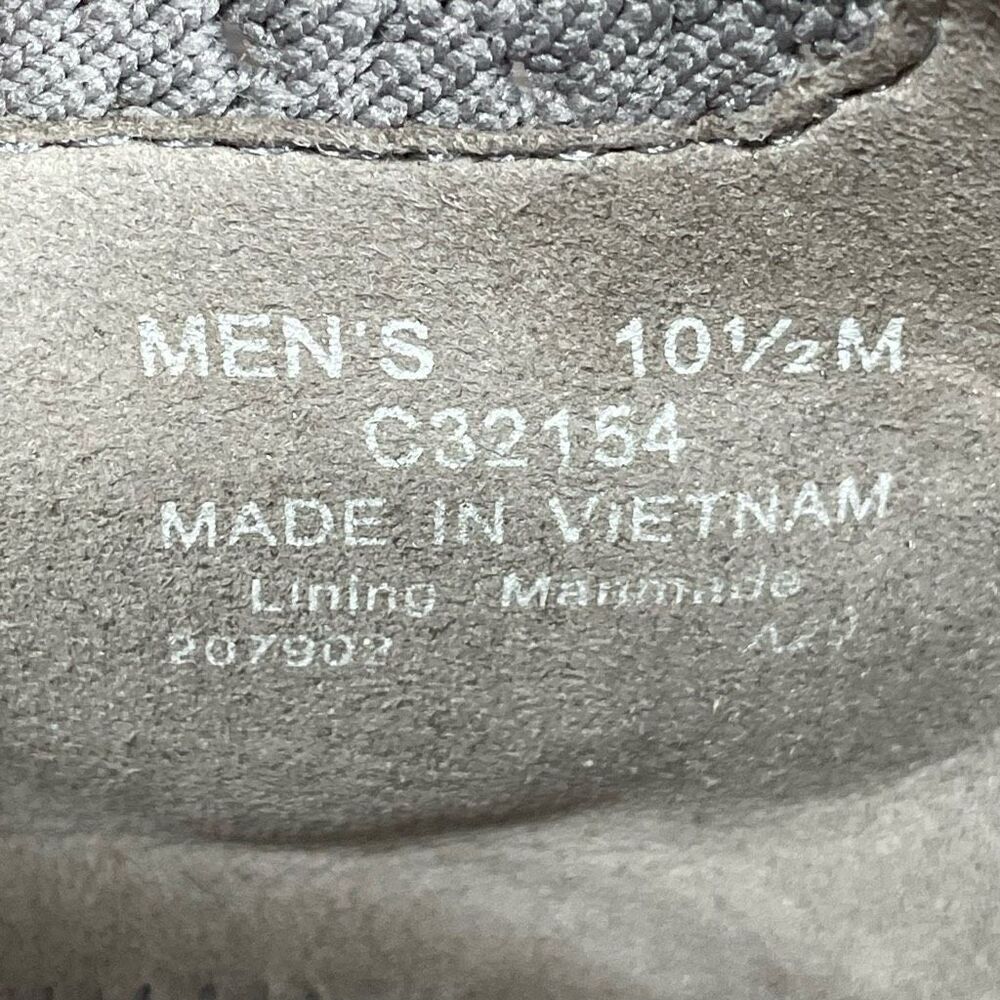 MEN'S 10½M
C32154
MADE IN VIETNAM
Lining Manmade
207902